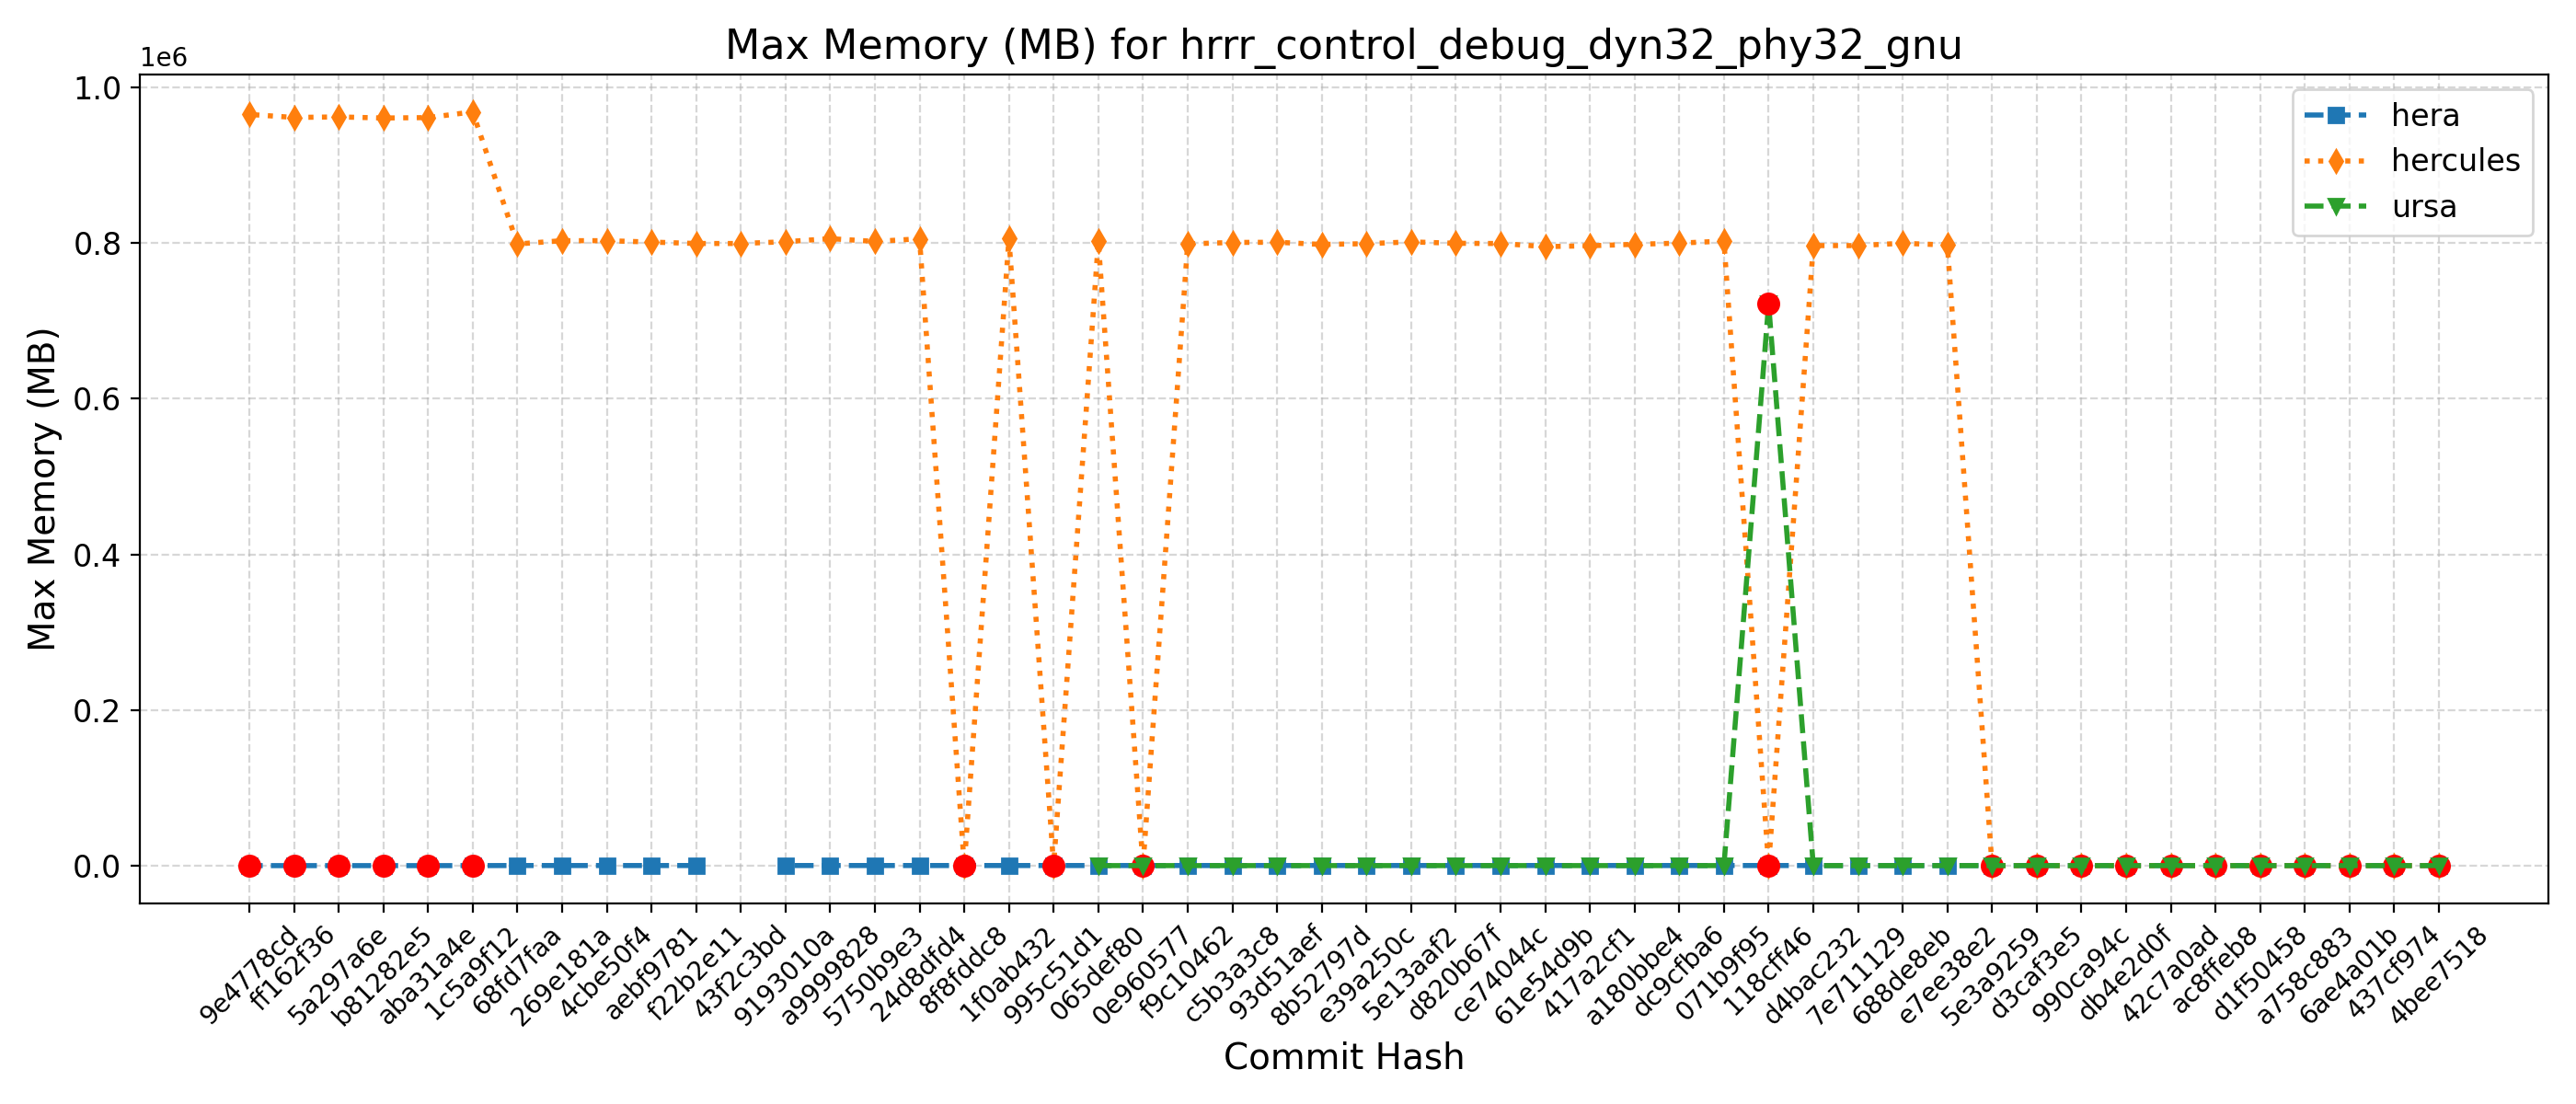 Max Memory (MB) for hrrr_control_debug_dyn32_phy32_gnu
1e6
1.0
0.8
0.6
0.4
0.2
0.0
Max Memory (MB)
hera
hercules
ursa
9e4778cd
ff162f36
5a297a6e
b81282e5
aba31a4e
1c5a9f12
68fd7faa
269e181a
4cbe50f4
aebf9781
f22b2e11
43f2c3bd
9193010a
a9999828
5750b9e3
24d8dfd4
8f8fddc8
1f0ab432
995c51d1
065def80
0e960577
f9c10462
c5b3a3c8
93d51aef
8b52797d
e39a250c
5e13aaf2
d820b67f
ce74044c
61e54d9b
417a2cf1
a180bbe4
dc9cfba6
071b9f95
118cff46
d4bac232
7e711129
688de8eb
e7ee38e2
5e3a9259
d3caf3e5
990ca94c
db4e2d0f
42c7a0ad
ac8ffeb8
d1f50458
a758c883
6ae4a01b
437cf974
4bee7518
Commit Hash